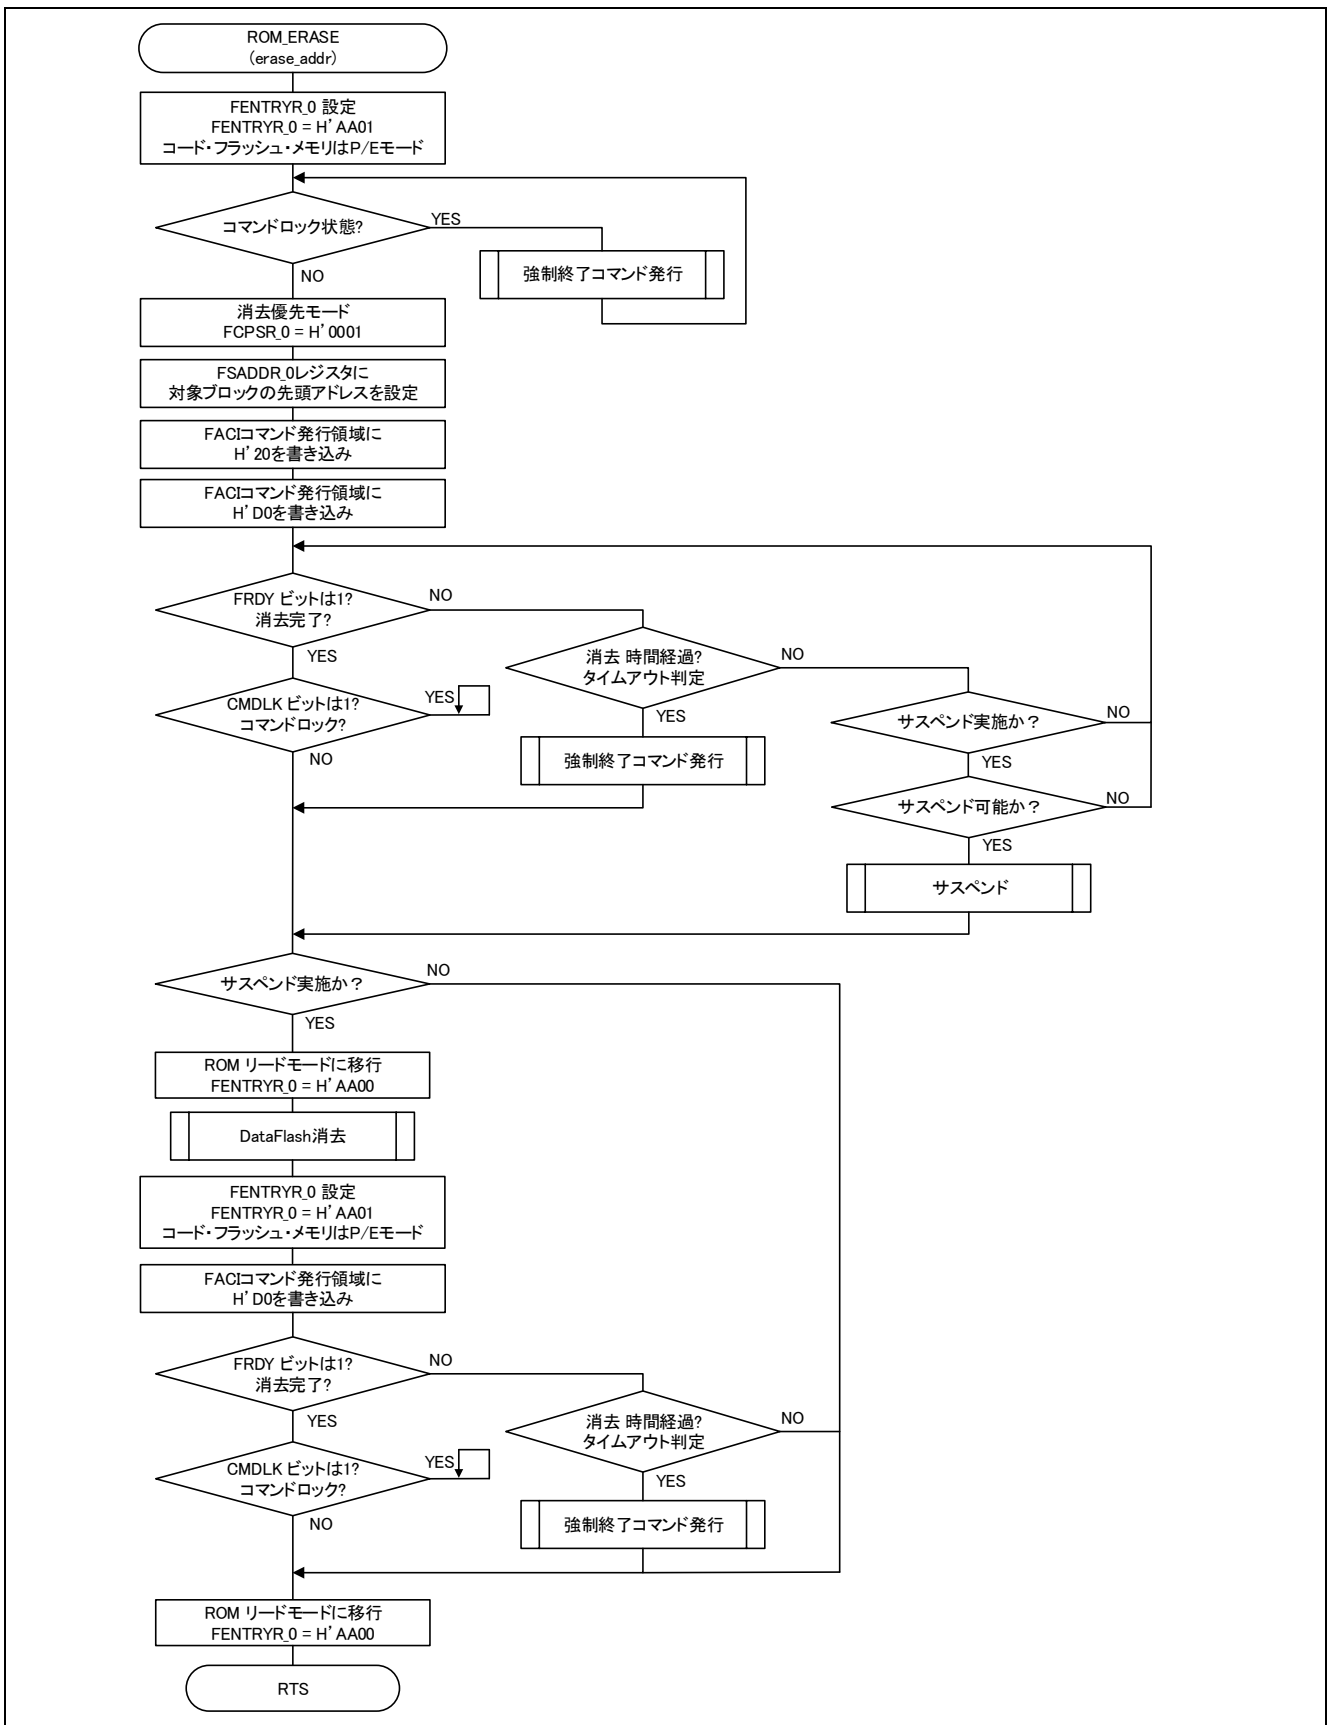 ROM_ERASE
(erase_addr)
FENTRYR_0 設定
FENTRYR_0 = H’AA01
コード・フラッシュ・メモリはP/Eモード
コマンドロック状態?
YES
強制終了コマンド発行
NO
消去優先モード
FCPSR_0 = H’0001
FSADDR_0レジスタに
対象ブロックの先頭アドレスを設定
FACIコマンド発行領域に
H’20を書き込み
FACIコマンド発行領域に
H’D0を書き込み
FRDY ビットは1?
消去完了?
NO
YES
消去 時間経過?
タイムアウト判定
NO
YES
CMDLK ビットは1?
コマンドロック?
YES
NO
強制終了コマンド発行
サスペンド実施か？
NO
YES
サスペンド可能か？
NO
YES
サスペンド
サスペンド実施か？
NO
YES
ROM リードモードに移行
FENTRYR_0 = H’AA00
DataFlash消去
FENTRYR_0 設定
FENTRYR_0 = H’AA01
コード・フラッシュ・メモリはP/Eモード
FACIコマンド発行領域に
H’D0を書き込み
FRDY ビットは1?
消去完了?
NO
YES
消去 時間経過?
タイムアウト判定
NO
YES
CMDLK ビットは1?
コマンドロック?
YES
NO
強制終了コマンド発行
ROM リードモードに移行
FENTRYR_0 = H’AA00
RTS